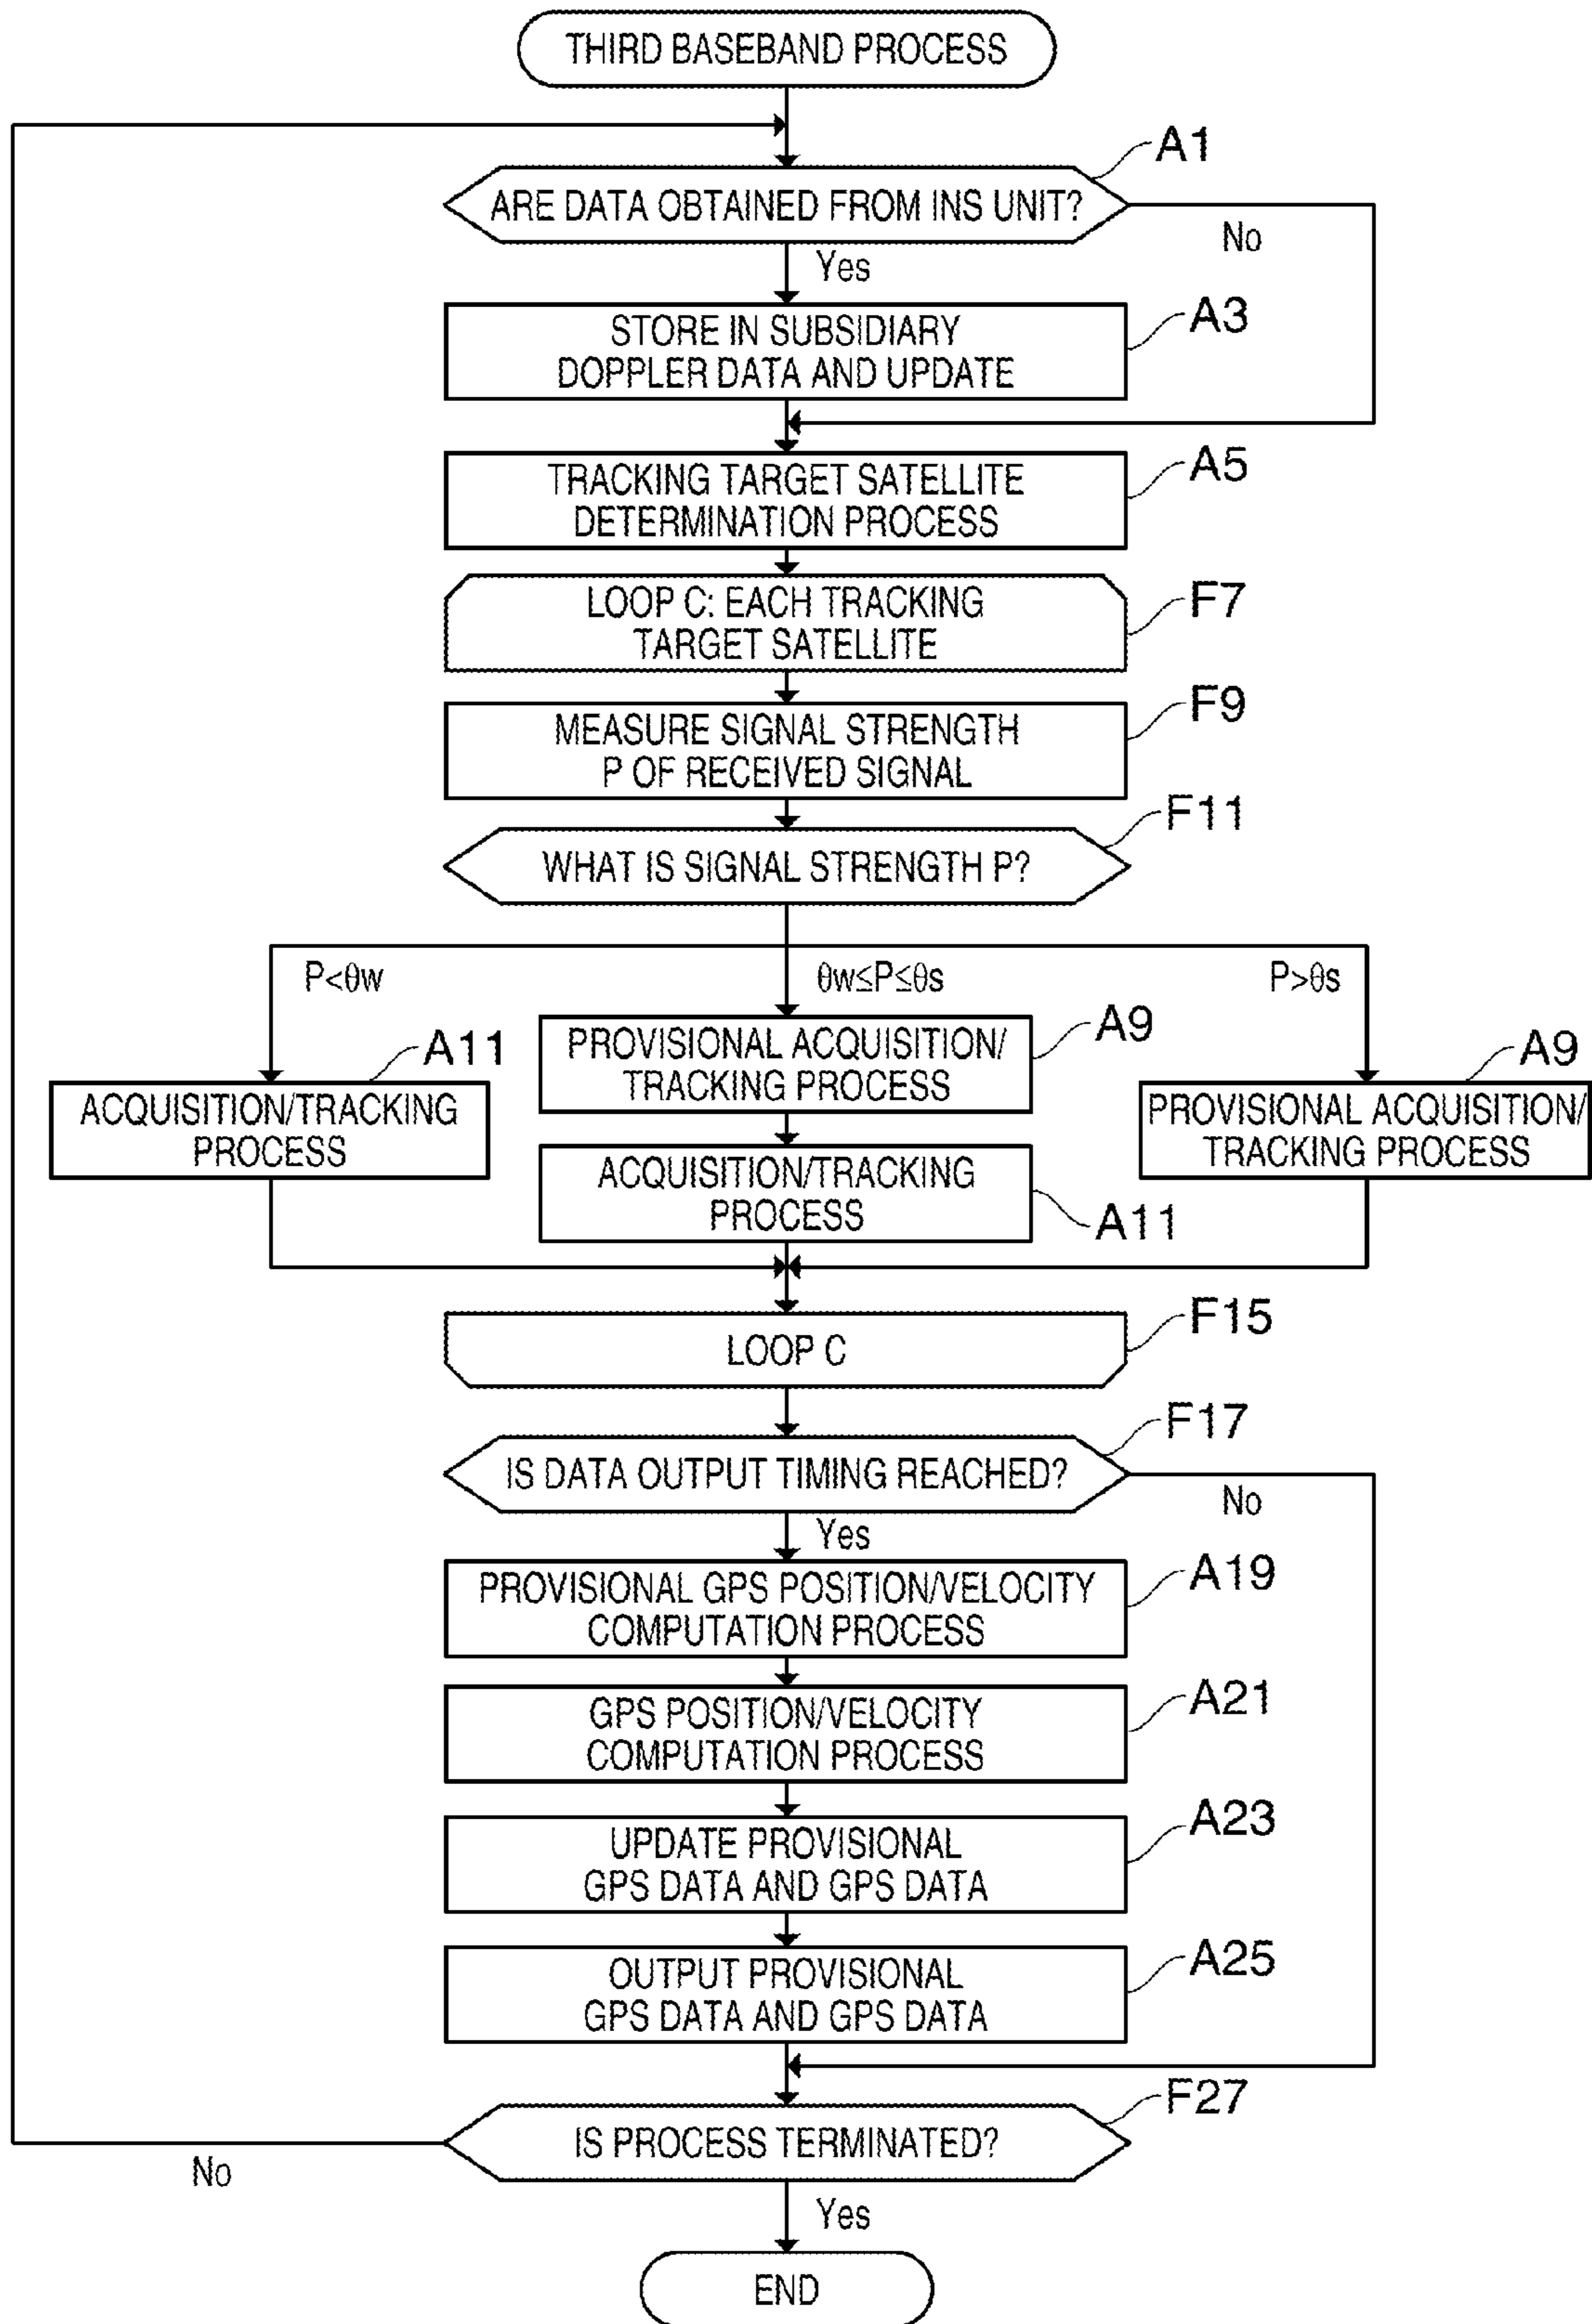 THIRD BASEBAND PROCESS
A1
ARE DATA OBTAINED FROM INS UNIT?
No
Yes
A3
STORE IN SUBSIDIARY
DOPPLER DATA AND UPDATE
A5
TRACKING TARGET SATELLITE
DETERMINATION PROCESS
F7
LOOP C: EACH TRACKING
TARGET SATELLITE
F9
MEASURE SIGNAL STRENGTH
P OF RECEIVED SIGNAL
F11
WHAT IS SIGNAL STRENGTH P?
P<θw
θw≤P≤θs
P>θs
A11
ACQUISITION/TRACKING
PROCESS
A9
PROVISIONAL ACQUISITION/
TRACKING PROCESS
ACQUISITION/TRACKING
PROCESS
A11
A9
PROVISIONAL ACQUISITION/
TRACKING PROCESS
F15
LOOP C
F17
IS DATA OUTPUT TIMING REACHED?
No
Yes
A19
PROVISIONAL GPS POSITION/VELOCITY
COMPUTATION PROCESS
A21
GPS POSITION/VELOCITY
COMPUTATION PROCESS
A23
UPDATE PROVISIONAL
GPS DATA AND GPS DATA
A25
OUTPUT PROVISIONAL
GPS DATA AND GPS DATA
F27
IS PROCESS TERMINATED?
No
Yes
END